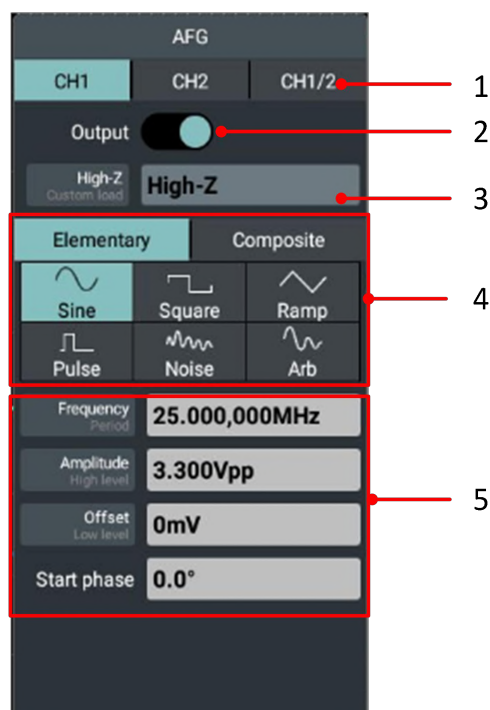 AFG
CH1 CH2 CH1/2 1
Output 2
High-Z
Custom load
High-Z 3
Elementary Composite
Sine Square Ramp 4
Pulse Noise Arb
Frequency
Period
25.000,000MHz
Amplitude
High level
3.300Vpp 5
Offset
Low level
0mV
Start phase 0.0°